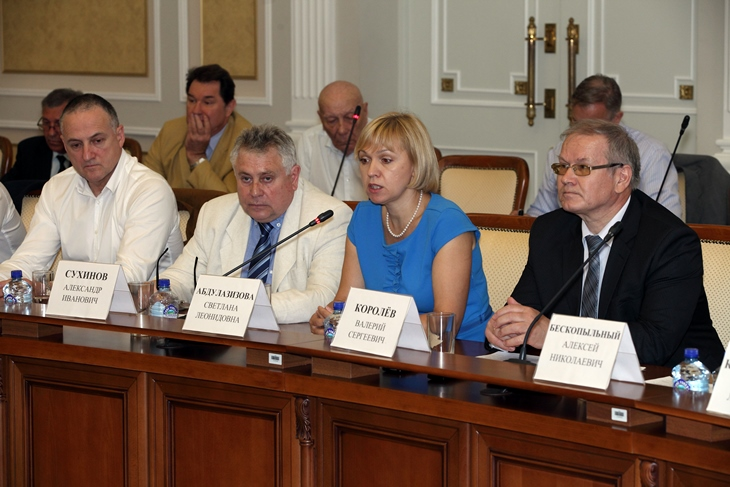 СУХИНОВ
АЛЕКСАНДР
ИВАНОВИЧ
АБДУЛАЗИЗОВА
СВЕТЛАНА
ЛЕОНИДОВНА
КОРОЛЁВ
ВАЛЕРИЙ
СЕРГЕЕВИЧ
БЕСКОПЫЛЬНЫЙ
АЛЕКСЕЙ
НИКОЛАЕВИЧ